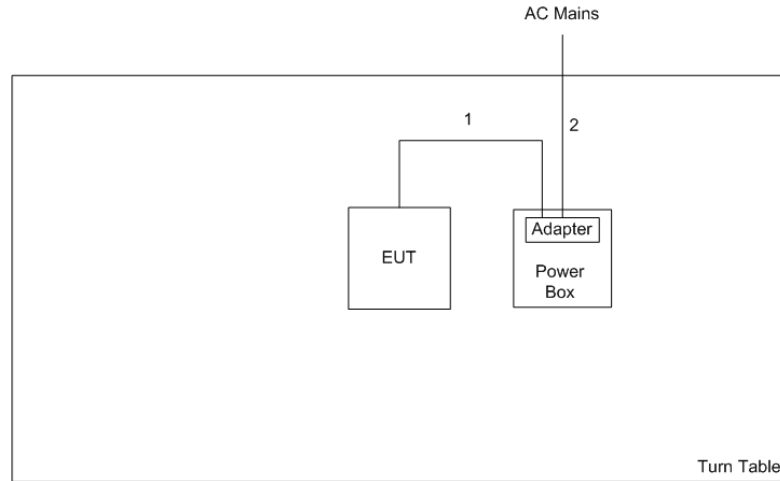 AC Mains
1
2
EUT
Adapter
Power
Box
Turn Table